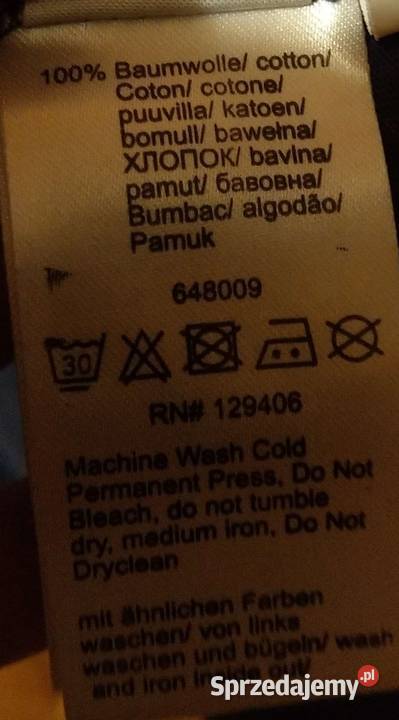 100% Baumwolle/ cotton/
Coton/ cotone/
puuvilla/ katoen/
bomull/ bawełna/
ХЛОПОК/ bavlna/
pamut/ бавовна/
Bumbac/ algodão/
Pamuk
648009
30
RN# 129406
Machine Wash Cold
Permanent Press, Do Not
Bleach, do not tumble
dry, medium iron, Do Not
Dryclean
mit ähnlichen Farben
waschen/ von links
waschen und bügeln/ wash
and iron inside out/
Sprzedajemy.pl